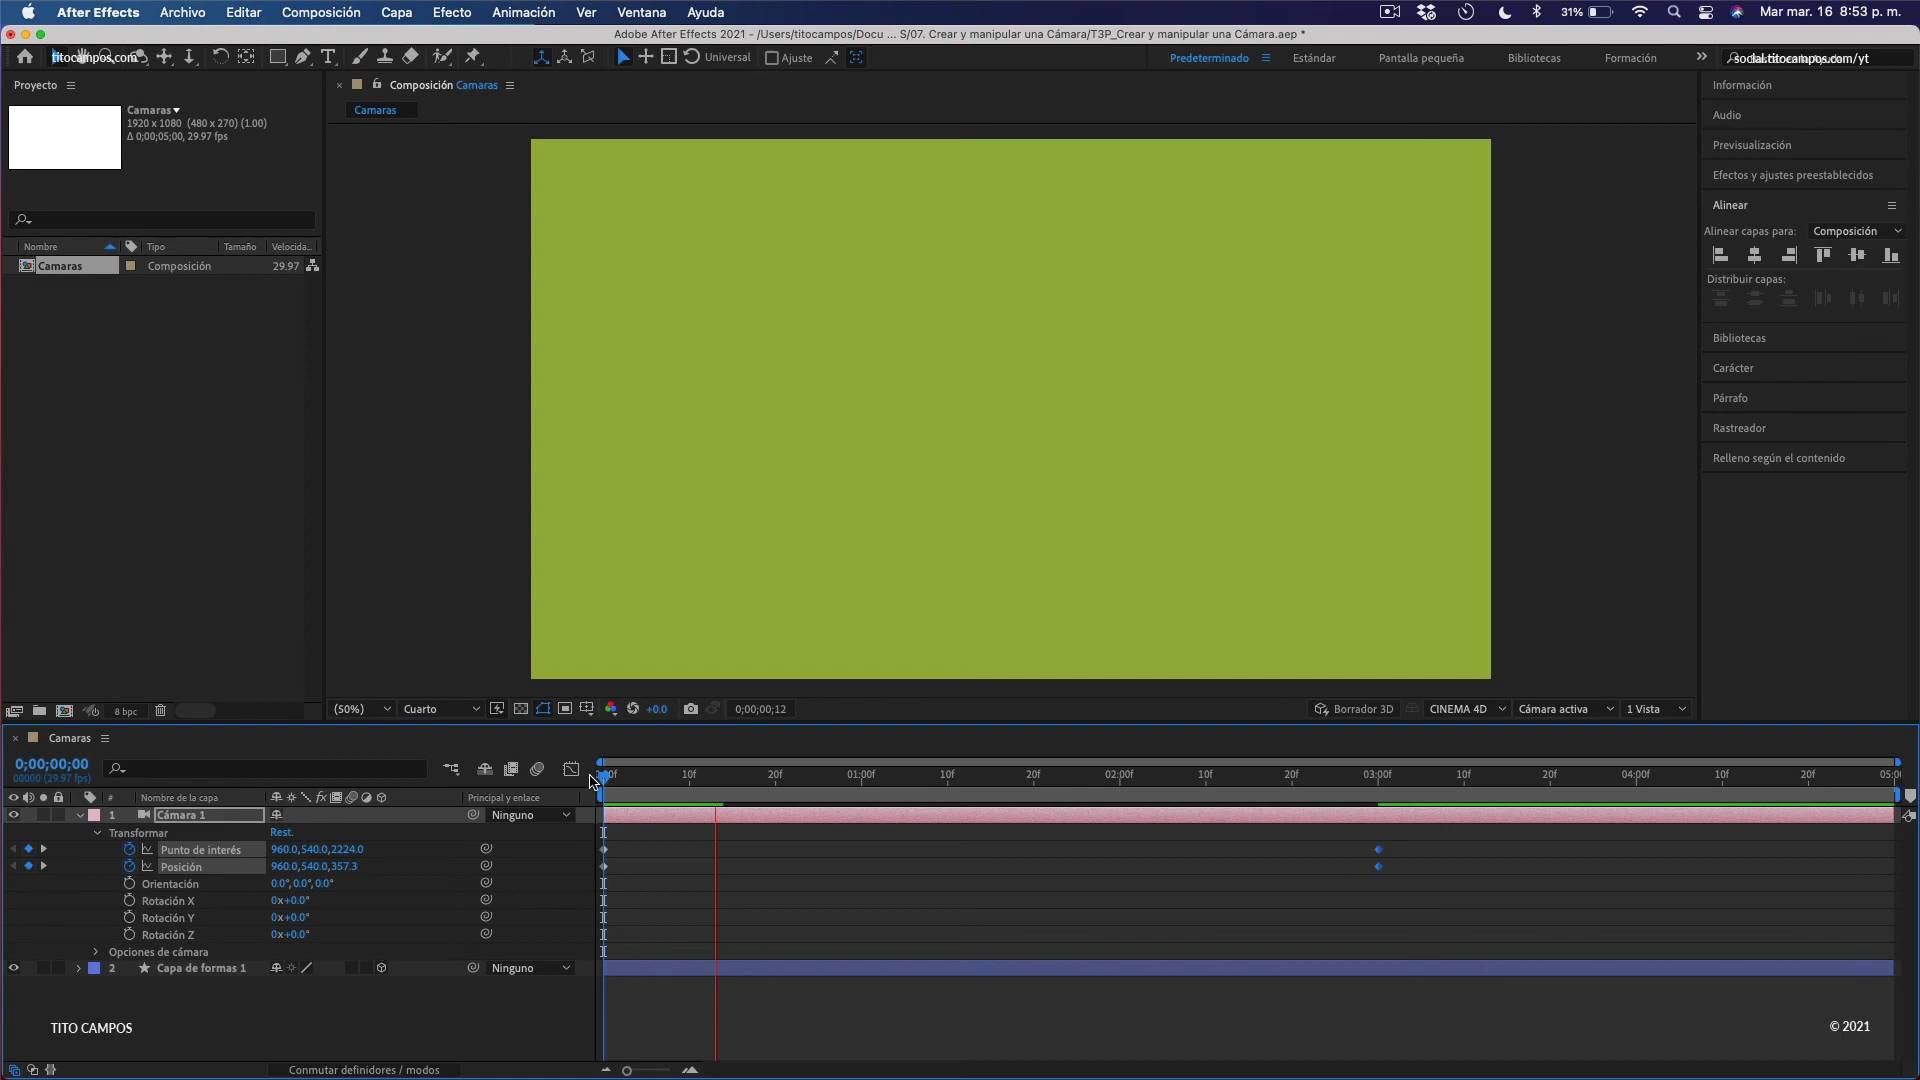 After Effects Archivo Editar Composición Capa Efecto Animación Ver Ventana Ayuda 31% Mar mar. 16 8:53 p. m.
Adobe After Effects 2021 - /Users/titocampos/Docu ... S/07. Crear y manipular una Cámara/T3P_Crear y manipular una Cámara.aep *
titocampos.com Universal Ajuste Predeterminado Estándar Pantalla pequeña Bibliotecas Formación social.titocampos.com/yt
Proyecto
Composición Camaras
Camaras
Camaras
1920 x 1080 (480 x 270) (1.00)
Δ 0;00;05;00, 29.97 fps
Nombre Tipo Tamaño Velocida...
Camaras Composición 29.97
8 bpc
(50%) Cuarto +0.0 0;00;00;12 Borrador 3D CINEMA 4D Cámara activa 1 Vista
Información
Audio
Previsualización
Efectos y ajustes preestablecidos
Alinear
Alinear capas para: Composición
Distribuir capas:
Bibliotecas
Carácter
Párrafo
Rastreador
Relleno según el contenido
Camaras
0;00;00;00
00000 (29.97 fps)
10f 20f 01:00f 10f 20f 02:00f 10f 20f 03:00f 10f 20f 04:00f 10f 20f
# Nombre de la capa Principal y enlace
1 Cámara 1 Ninguno
Transformar Rest.
Punto de interés 960.0,540.0,2224.0
Posición 960.0,540.0,357.3
Orientación 0.0°,0.0°,0.0°
Rotación X 0x+0.0°
Rotación Y 0x+0.0°
Rotación Z 0x+0.0°
Opciones de cámara
2 Capa de formas 1 Ninguno
TITO CAMPOS
© 2021
Conmutar definidores / modos